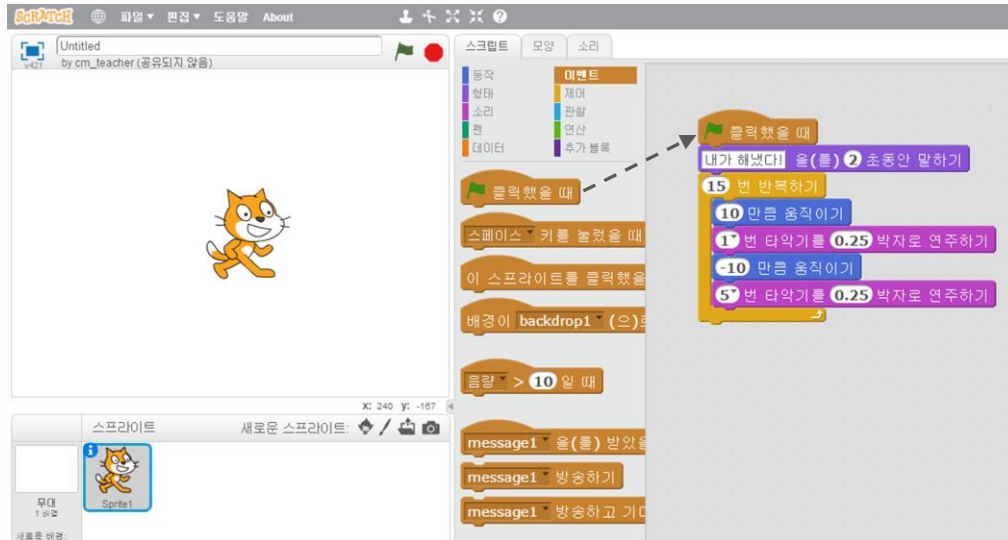 SCRATCH 파일▼ 편집▼ 도움말 About
Untitled
v421
by cm_teacher (공유되지 않음)
X: 240 y: -167
스프라이트 새로운 스프라이트:
Sprite1
무대
1 배경
새로운 배경:
스크립트 모양 소리
동작 이벤트
형태 제어
소리 관찰
펜 연산
데이터 추가 블록
클릭했을 때
스페이스 키를 눌렀을 때
이 스프라이트를 클릭했을
배경이 backdrop1 (으)로
음량 > 10 일 때
message1 을(를) 받았을
message1 방송하기
message1 방송하고 기다
클릭했을 때
내가 해냈다! 을(를) 2 초동안 말하기
15 번 반복하기
10 만큼 움직이기
1 번 타악기를 0.25 박자로 연주하기
-10 만큼 움직이기
5 번 타악기를 0.25 박자로 연주하기